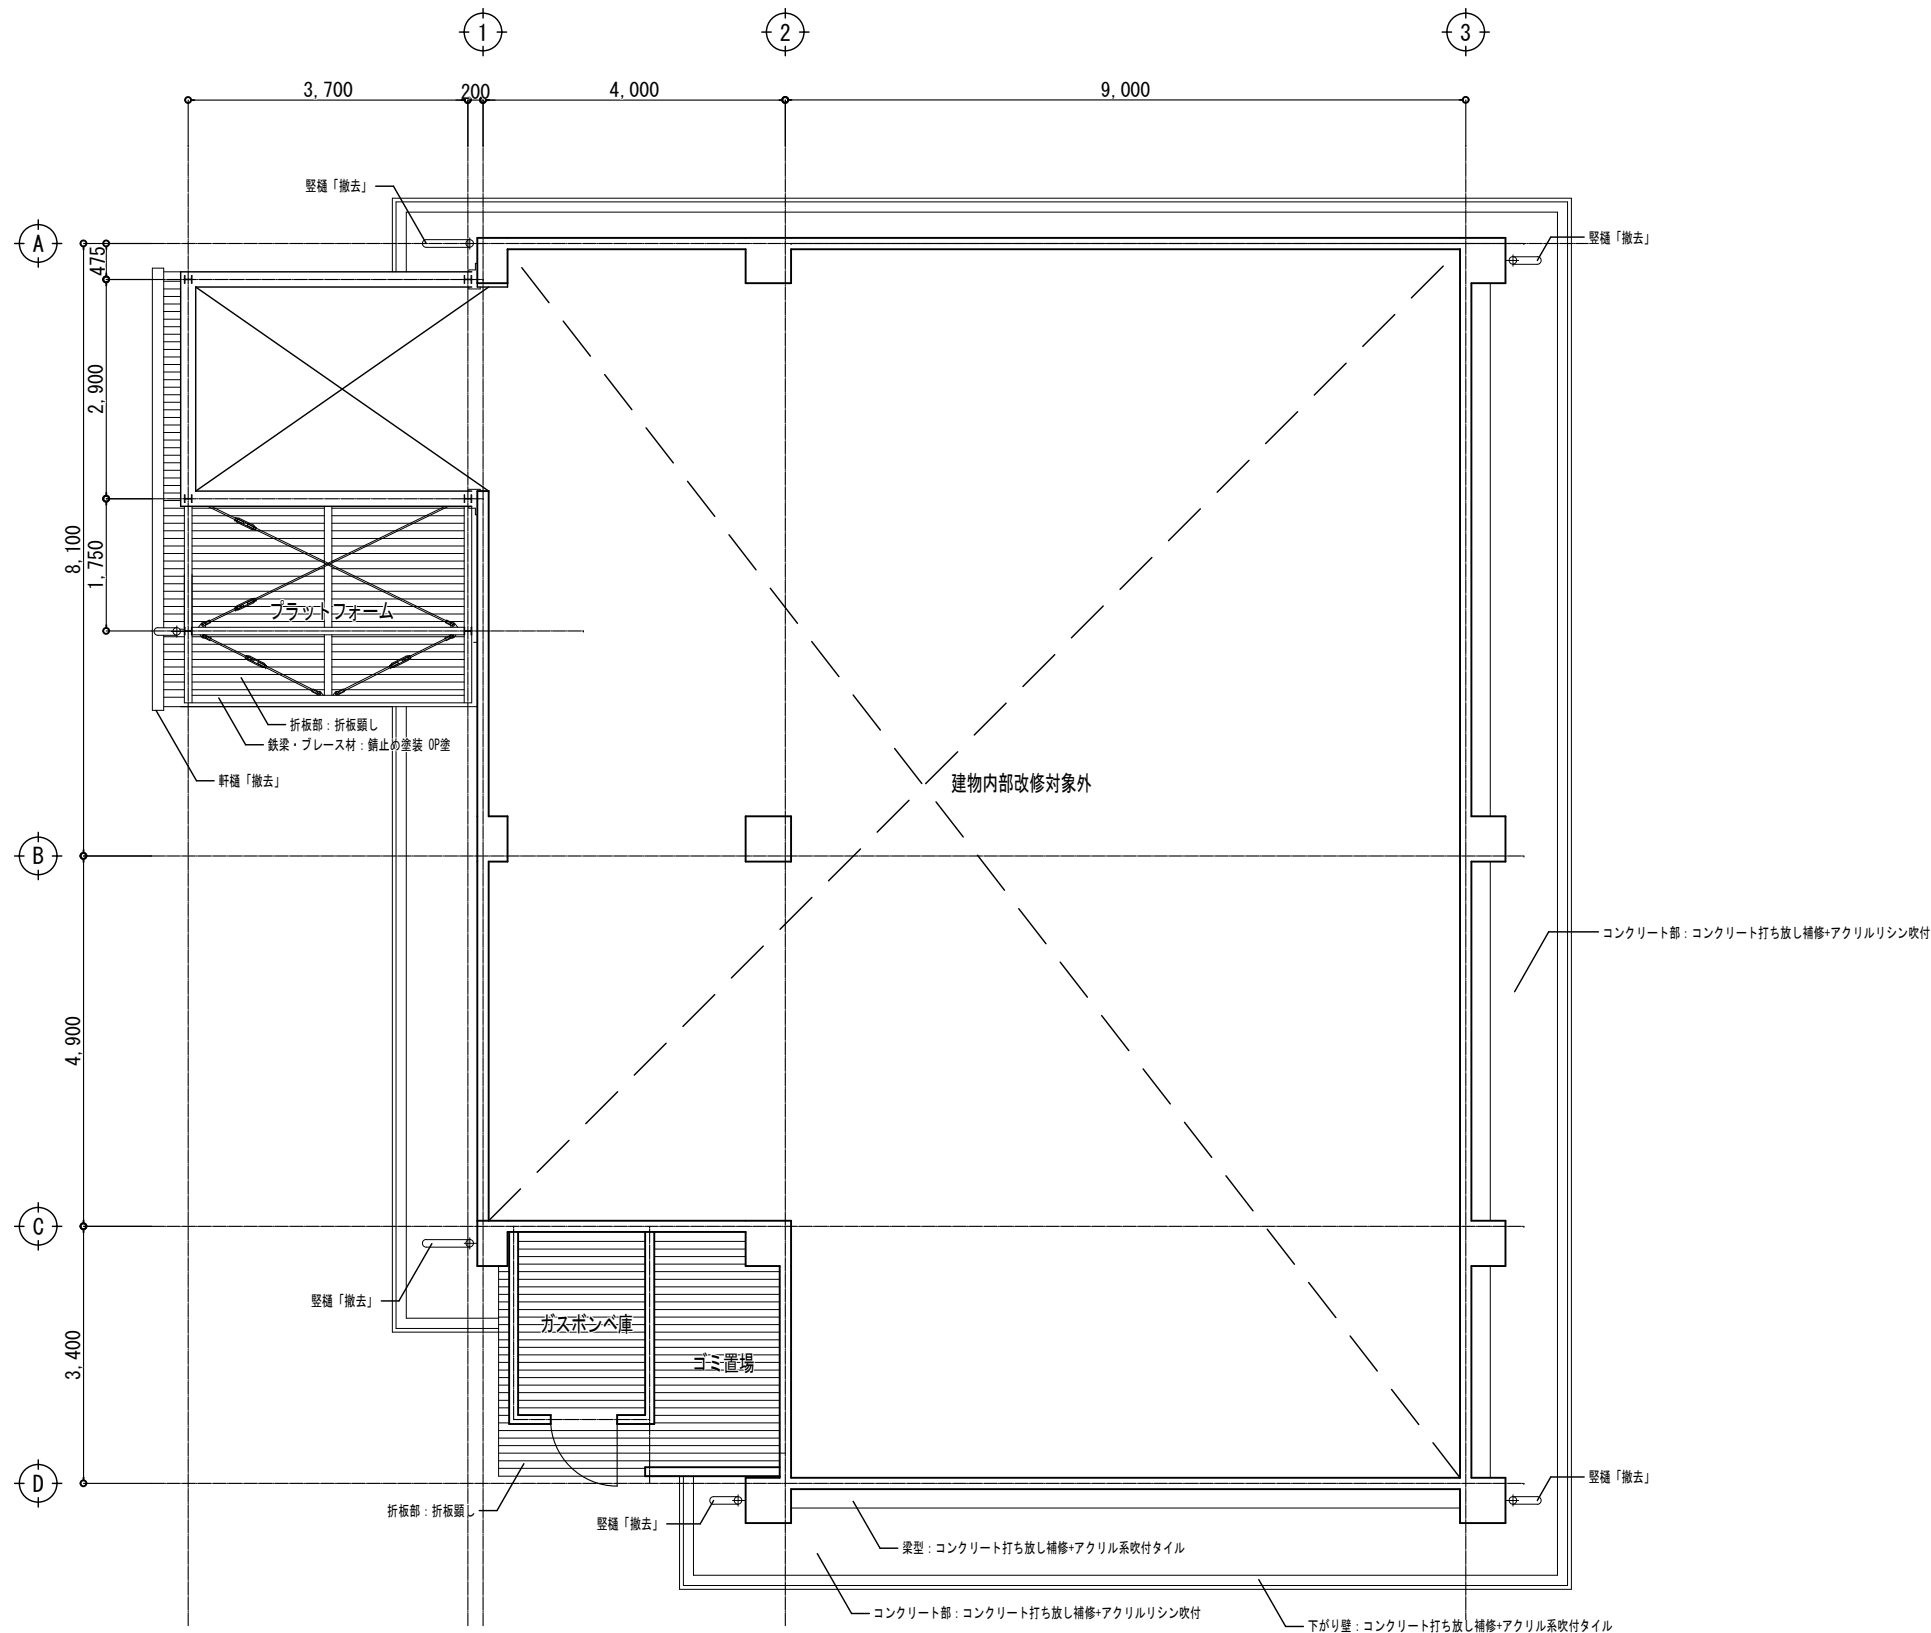 1
2
3
3,700
200
4,000
9,000
竪樋「撤去」
A
竪樋「撤去」
475
2,900
8,100
1,750
プラットフォーム
折板部：折板顕し
鉄梁・ブレース材：錆止め塗装 OP塗
軒樋「撤去」
建物内部改修対象外
B
コンクリート部：コンクリート打ち放し補修+アクリルリシン吹付
4,900
C
竪樋「撤去」
ガスボンベ庫
ゴミ置場
3,400
D
竪樋「撤去」
折板部：折板顕し
竪樋「撤去」
梁型：コンクリート打ち放し補修+アクリル系吹付タイル
コンクリート部：コンクリート打ち放し補修+アクリルリシン吹付
下がり壁：コンクリート打ち放し補修+アクリル系吹付タイル